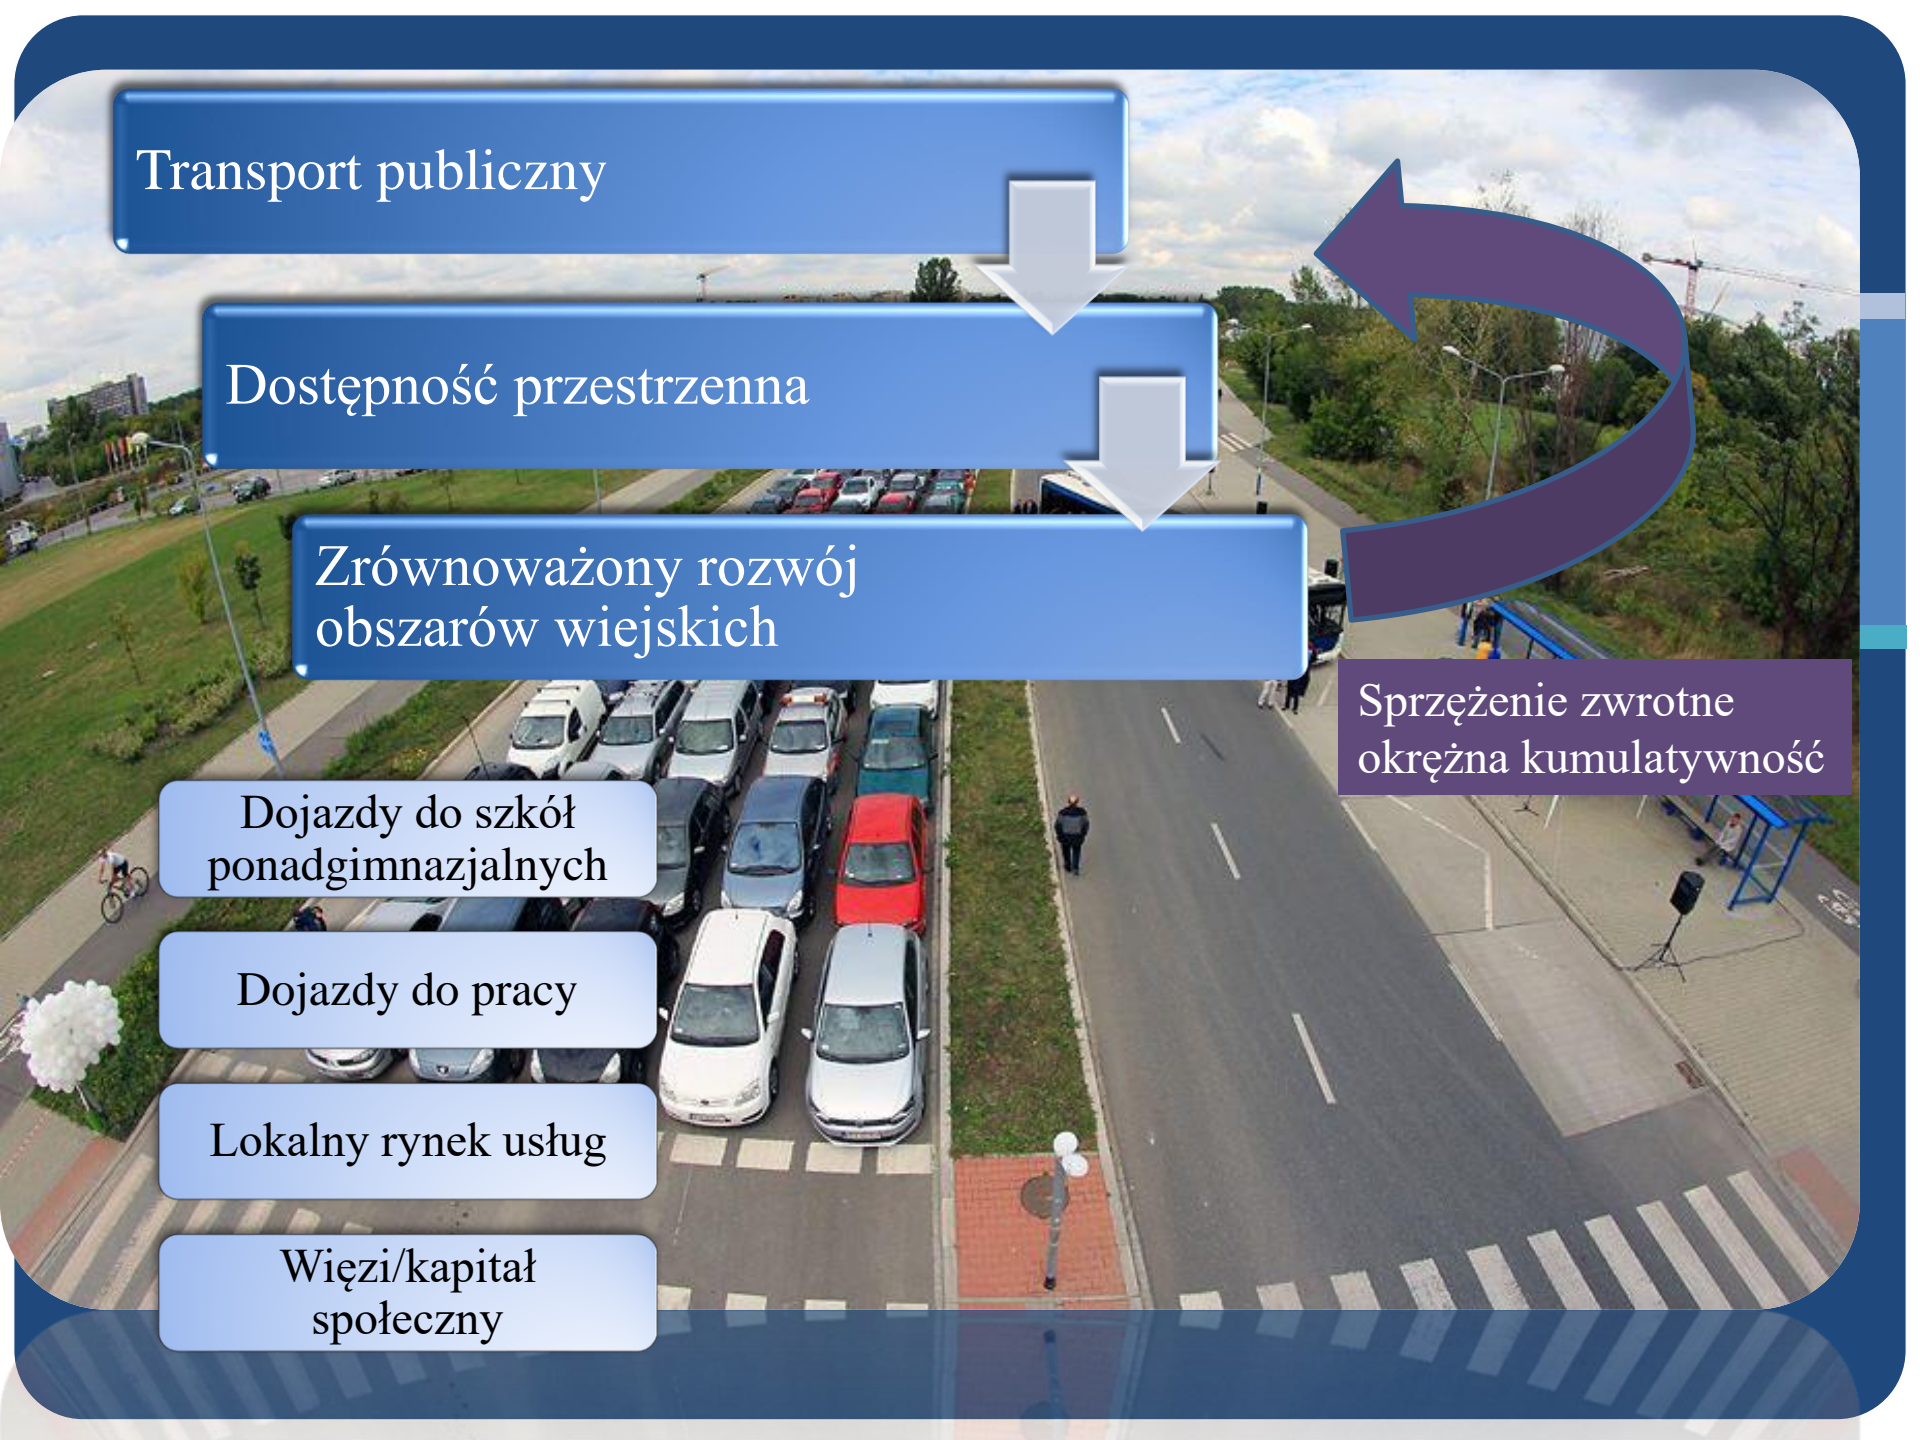 Transport publiczny
Dostępność przestrzenna
Zrównoważony rozwój
obszarów wiejskich
Sprzężenie zwrotne
okrężna kumulatywność
Dojazdy do szkół
ponadgimnazjalnych
Dojazdy do pracy
Lokalny rynek usług
Więzi/kapitał
społeczny